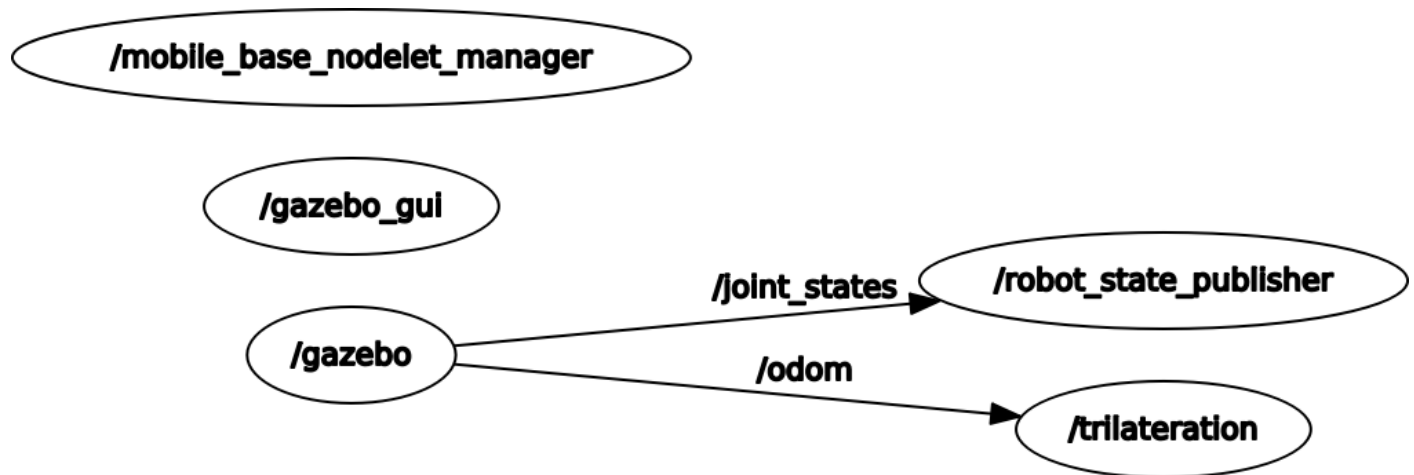 /mobile_base_nodelet_manager
/gazebo_gui
/joint_states
/robot_state_publisher
/gazebo
/odom
/trilateration